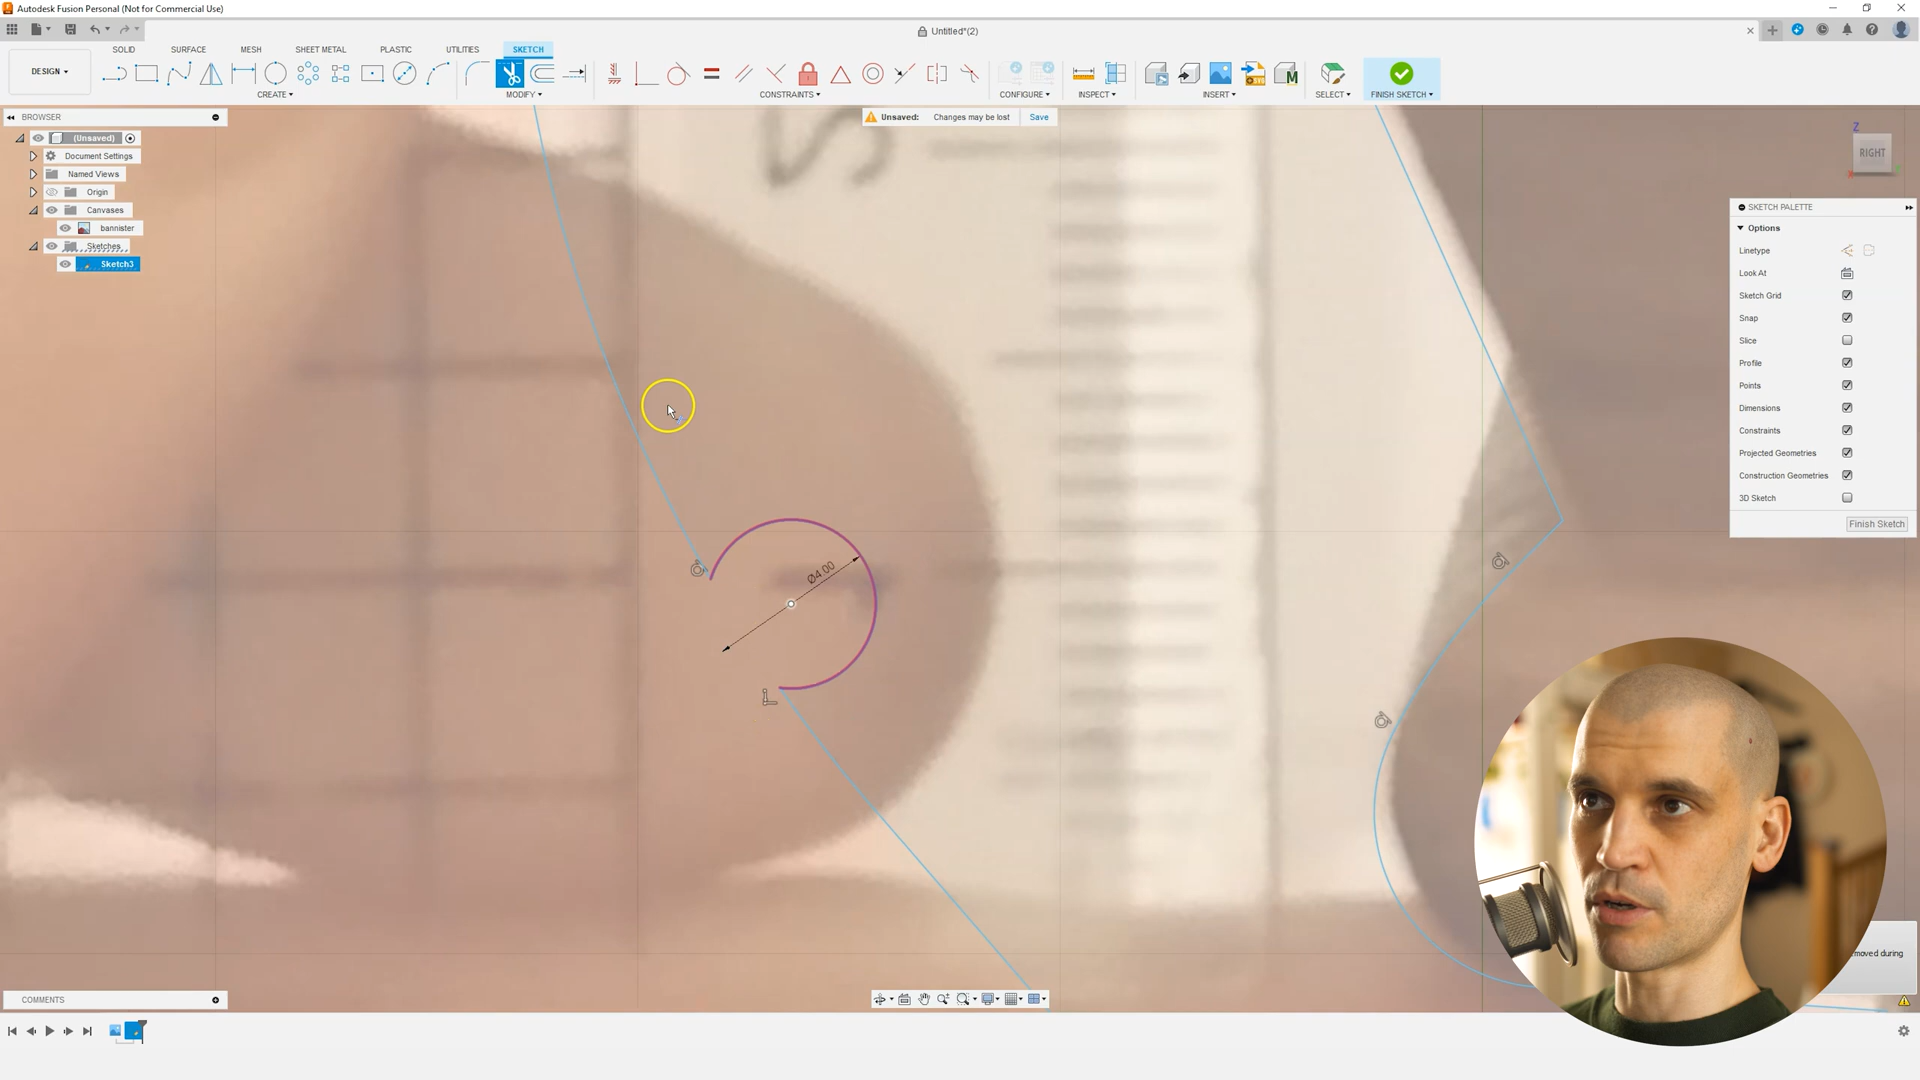 Autodesk Fusion Personal (Not for Commercial Use)
Untitled*(2)
SOLID SURFACE MESH SHEET METAL PLASTIC UTILITIES SKETCH
DESIGN
CREATE MODIFY CONSTRAINTS CONFIGURE INSPECT INSERT SELECT FINISH SKETCH
BROWSER
Unsaved: Changes may be lost Save
(Unsaved)
Document Settings
Named Views
Origin
Canvases
bannister
Sketches
Sketch3
Z
RIGHT
SKETCH PALETTE
Options
Linetype
Look At
Sketch Grid
Snap
Slice
Profile
Points
Dimensions
Constraints
Projected Geometries
Construction Geometries
3D Sketch
Finish Sketch
S
Ø4.00
moved during
COMMENTS